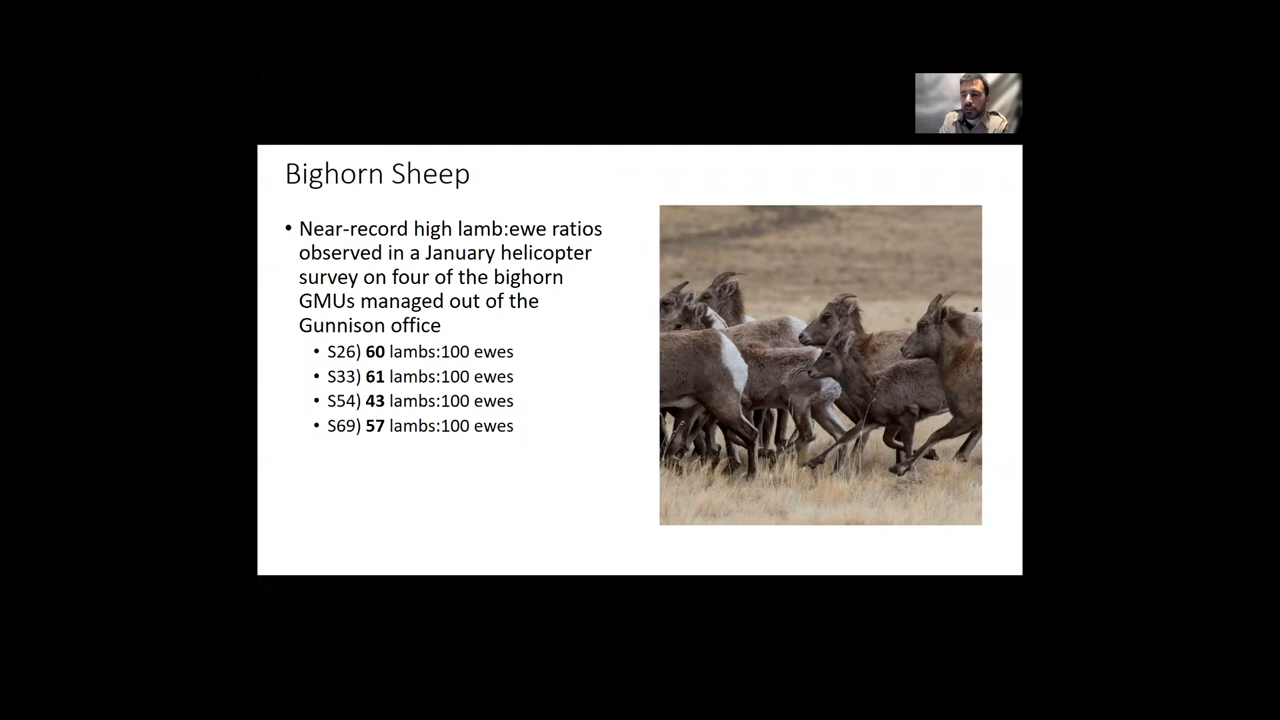 Bighorn Sheep
• Near-record high lamb:ewe ratios
observed in a January helicopter
survey on four of the bighorn
GMUs managed out of the
Gunnison office
• S26) 60 lambs:100 ewes
• S33) 61 lambs:100 ewes
• S54) 43 lambs:100 ewes
• S69) 57 lambs:100 ewes